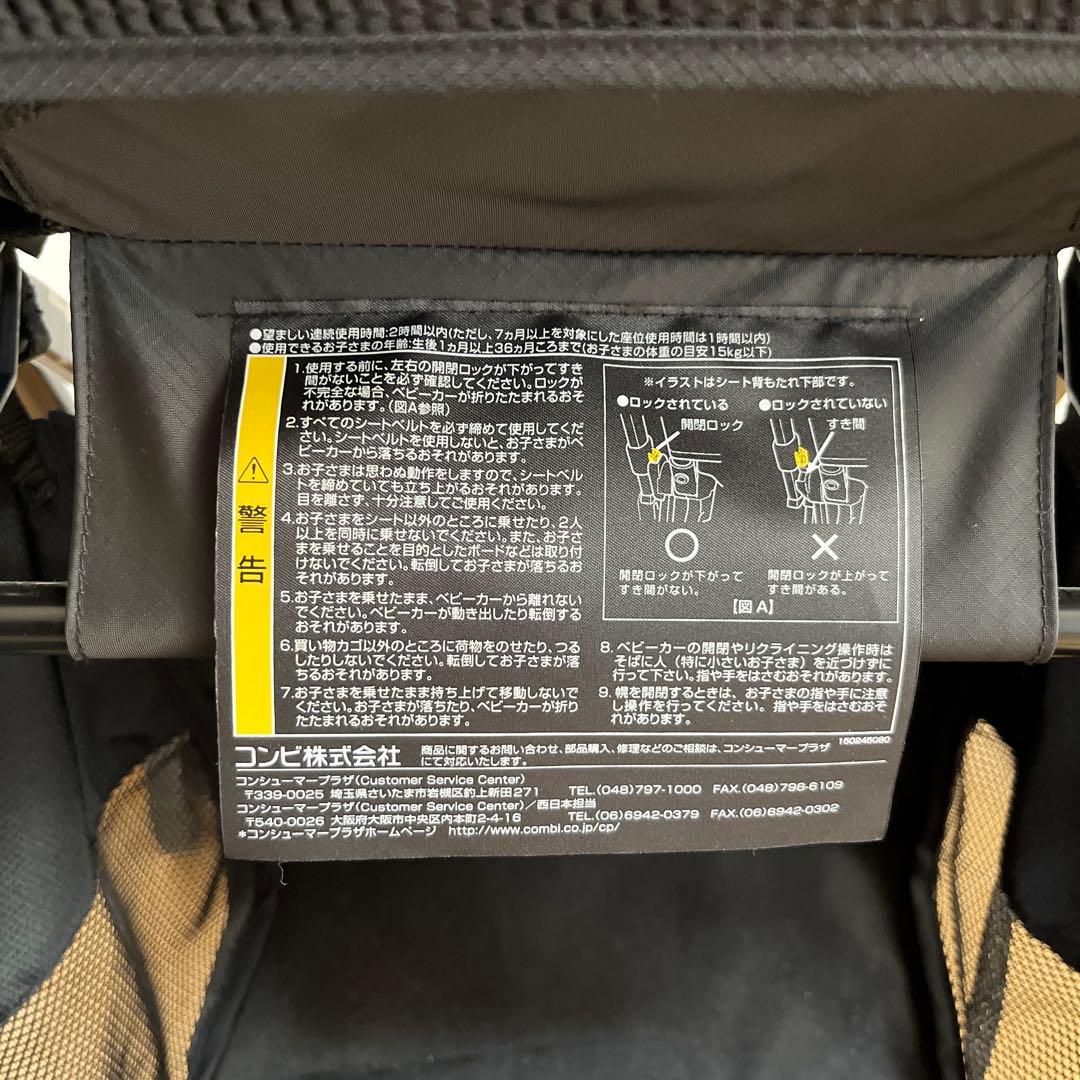 ●望ましい連続使用時間:2時間以内(ただし、7ヵ月以上を対象にした座位使用時間は1時間以内)
●使用できるお子さまの年齢:生後1ヵ月以上36ヵ月ごろまで(お子さまの体重の目安15kg以下)
警告
1.使用する前に、左右の開閉ロックが下がってすき
間がないことを必ず確認してください。ロックが
不完全な場合、ベビーカーが折りたたまれるおそ
れがあります。(図A参照)
2.すべてのシートベルトを必ず締めて使用してくだ
さい。シートベルトを使用しないと、お子さまがベ
ビーカーから落ちるおそれがあります。
3.お子さまは思わぬ動作をしますので、シートベル
トを締めていても立ち上がるおそれがあります。
目を離さず、十分注意してご使用ください。
4.お子さまをシート以外のところに乗せたり、2人
以上を同時に乗せないでください。また、お子さ
まを乗せることを目的としたボードなどは取り付
けないでください。転倒してお子さまが落ちるお
それがあります。
5.お子さまを乗せたまま、ベビーカーから離れない
でください。ベビーカーが動き出したり転倒する
おそれがあります。
6.買い物カゴ以外のところに荷物をのせたり、つる
したりしないでください。転倒してお子さまが落
ちるおそれがあります。
7.お子さまを乗せたまま持ち上げて移動しないで
ください。お子さまが落ちたり、ベビーカーが折り
たたまれるおそれがあります。
※イラストはシート背もたれ下部です。
●ロックされている
●ロックされていない
開閉ロック
すき間
開閉ロックが下がって
すき間がない。
開閉ロックが上がって
すき間がある。
【図A】
8.ベビーカーの開閉やリクライニング操作時は
そばに人(特に小さいお子さま)を近づけずに
行って下さい。指や手をはさむおそれがあります。
9.幌を開閉するときは、お子さまの指や手に注意
し操作を行ってください。指や手をはさむおそ
れがあります。
150245080
コンビ株式会社
商品に関するお問い合わせ、部品購入、修理などのご相談は、コンシューマープラザ
にて対応いたします。
コンシューマープラザ(Customer Service Center)
〒339-0025 埼玉県さいたま市岩槻区釣上新田271 TEL.(048)797-1000 FAX.(048)798-6109
コンシューマープラザ(Customer Service Center)/西日本担当
〒540-0026 大阪府大阪市中央区内本町2-4-16 TEL.(06)6942-0379 FAX.(06)6942-0302
*コンシューマープラザホームページ http://www.combi.co.jp/cp/